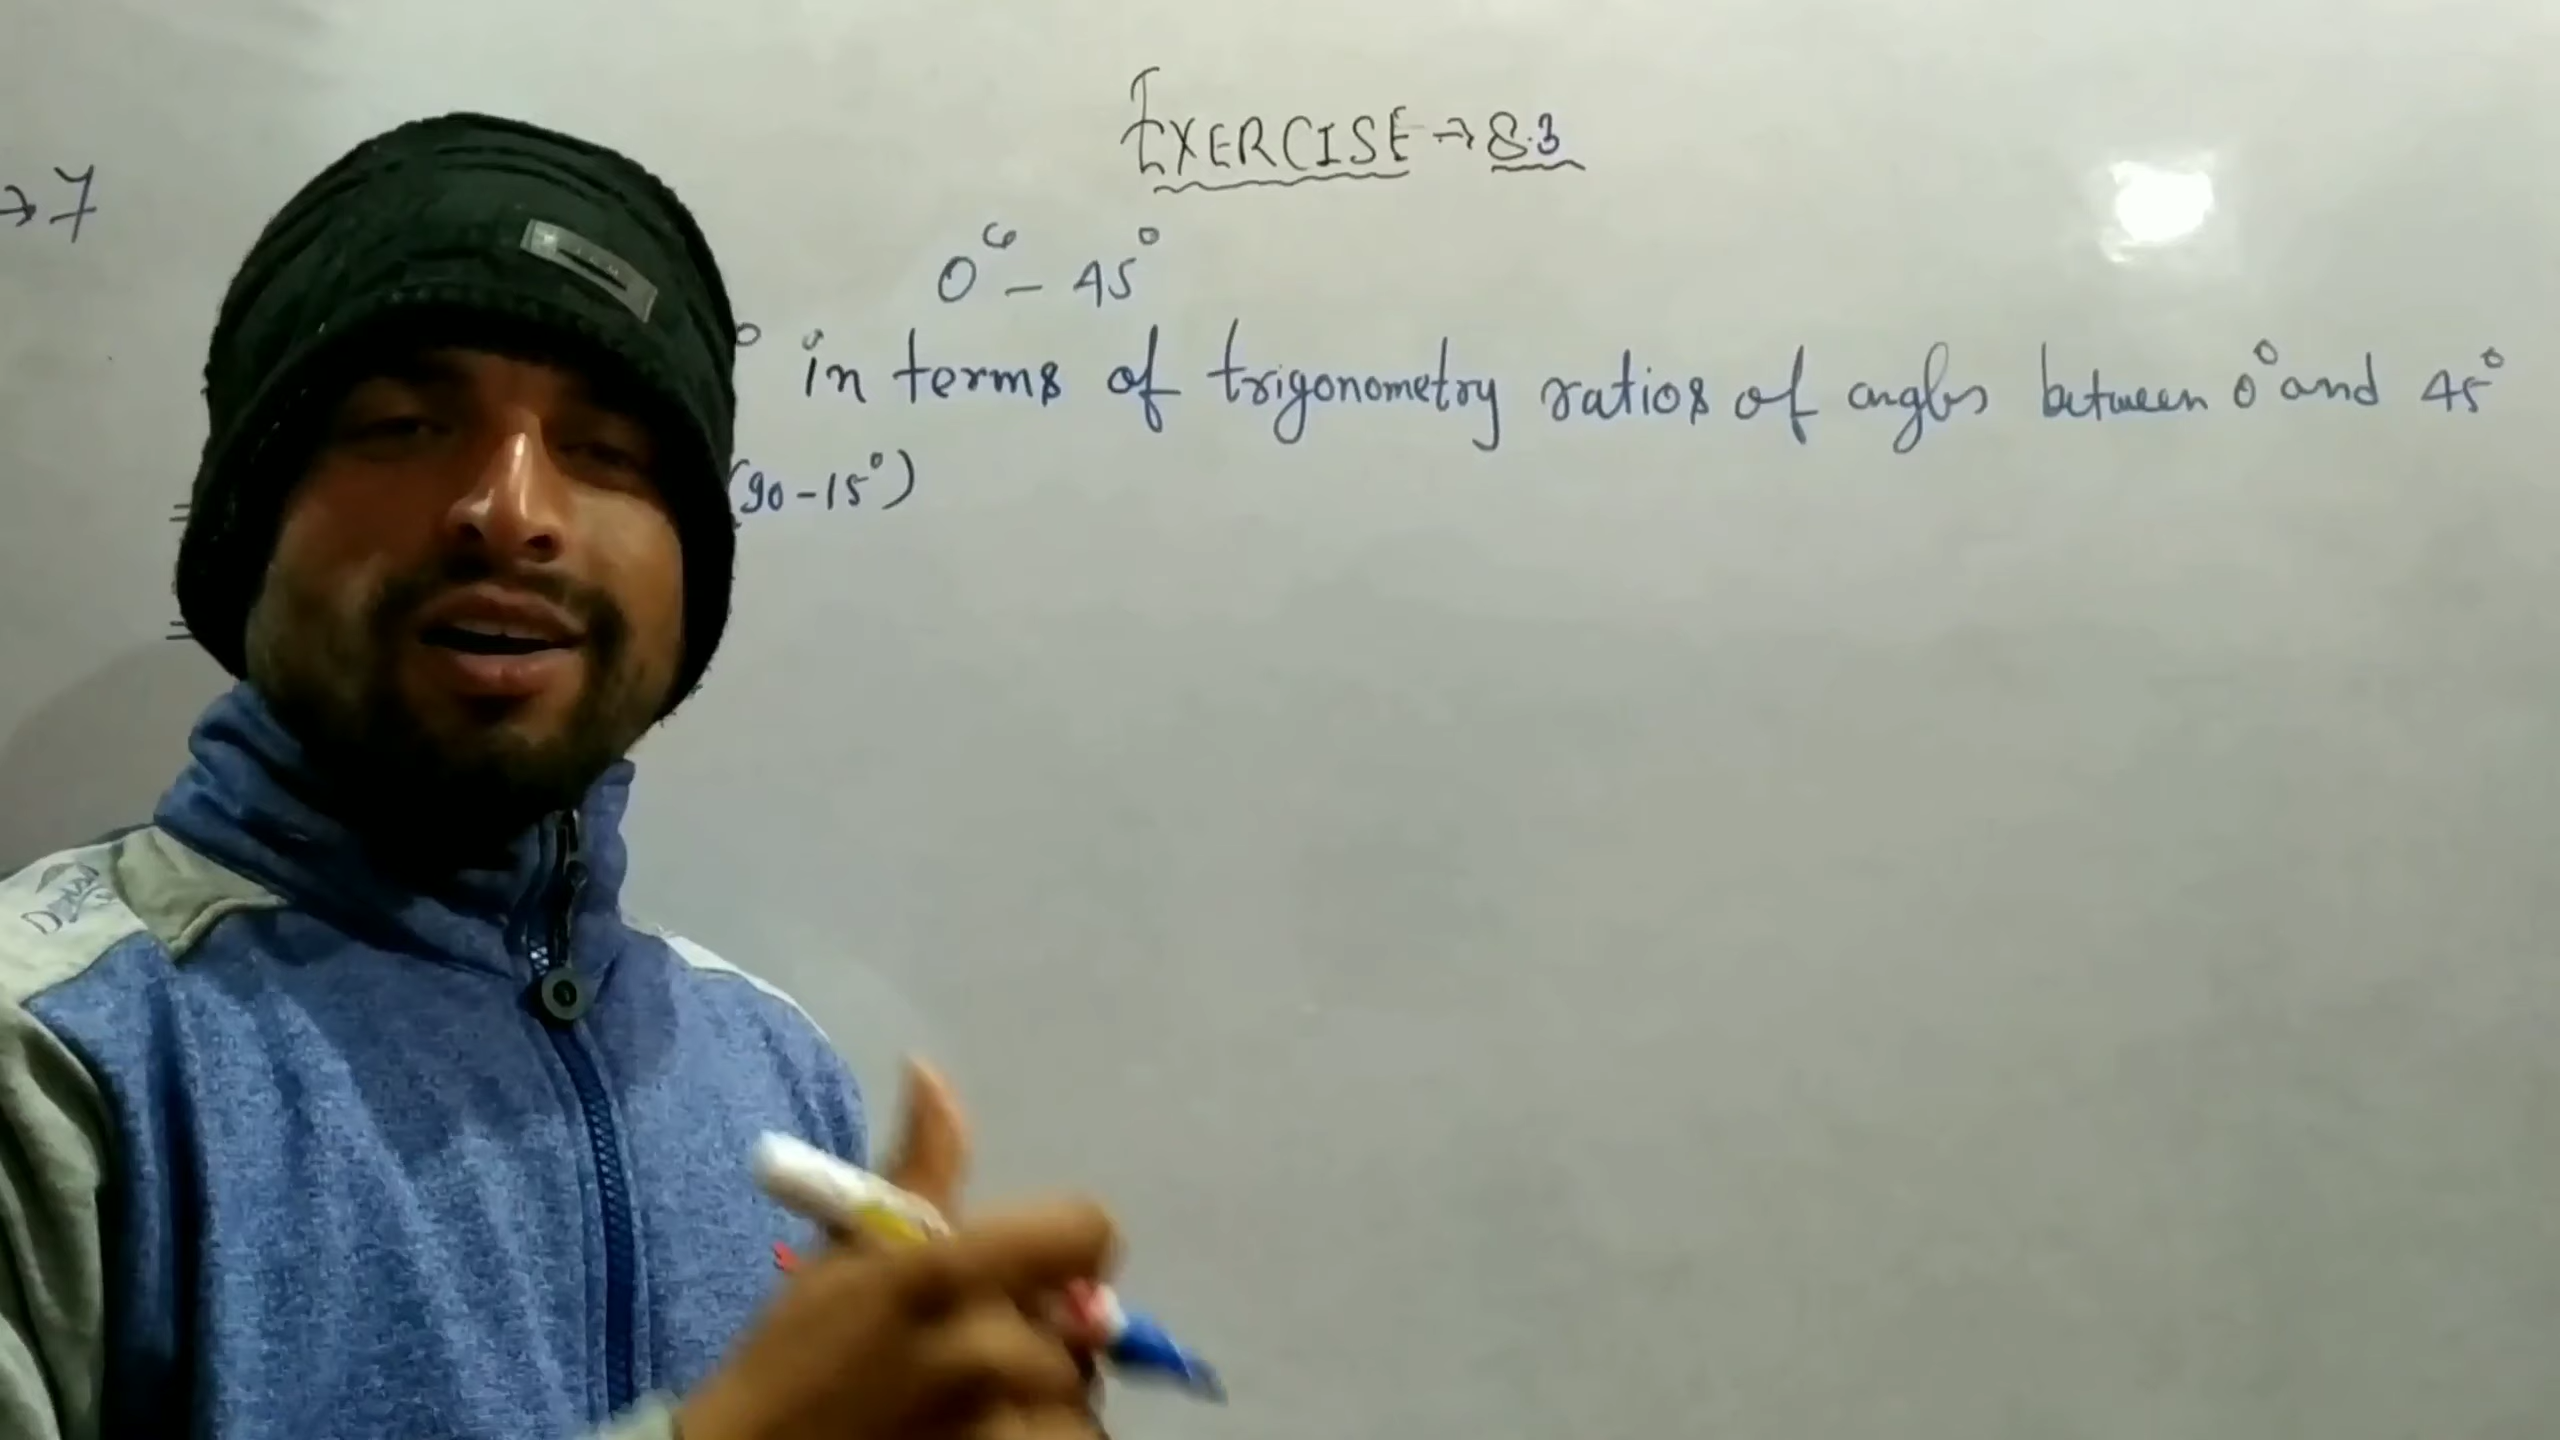 EXERCISE → 8.3
→ 7
0° - 45°
° in terms of trigonometry ratios of angles between 0° and 45°
= (90-15°)
=